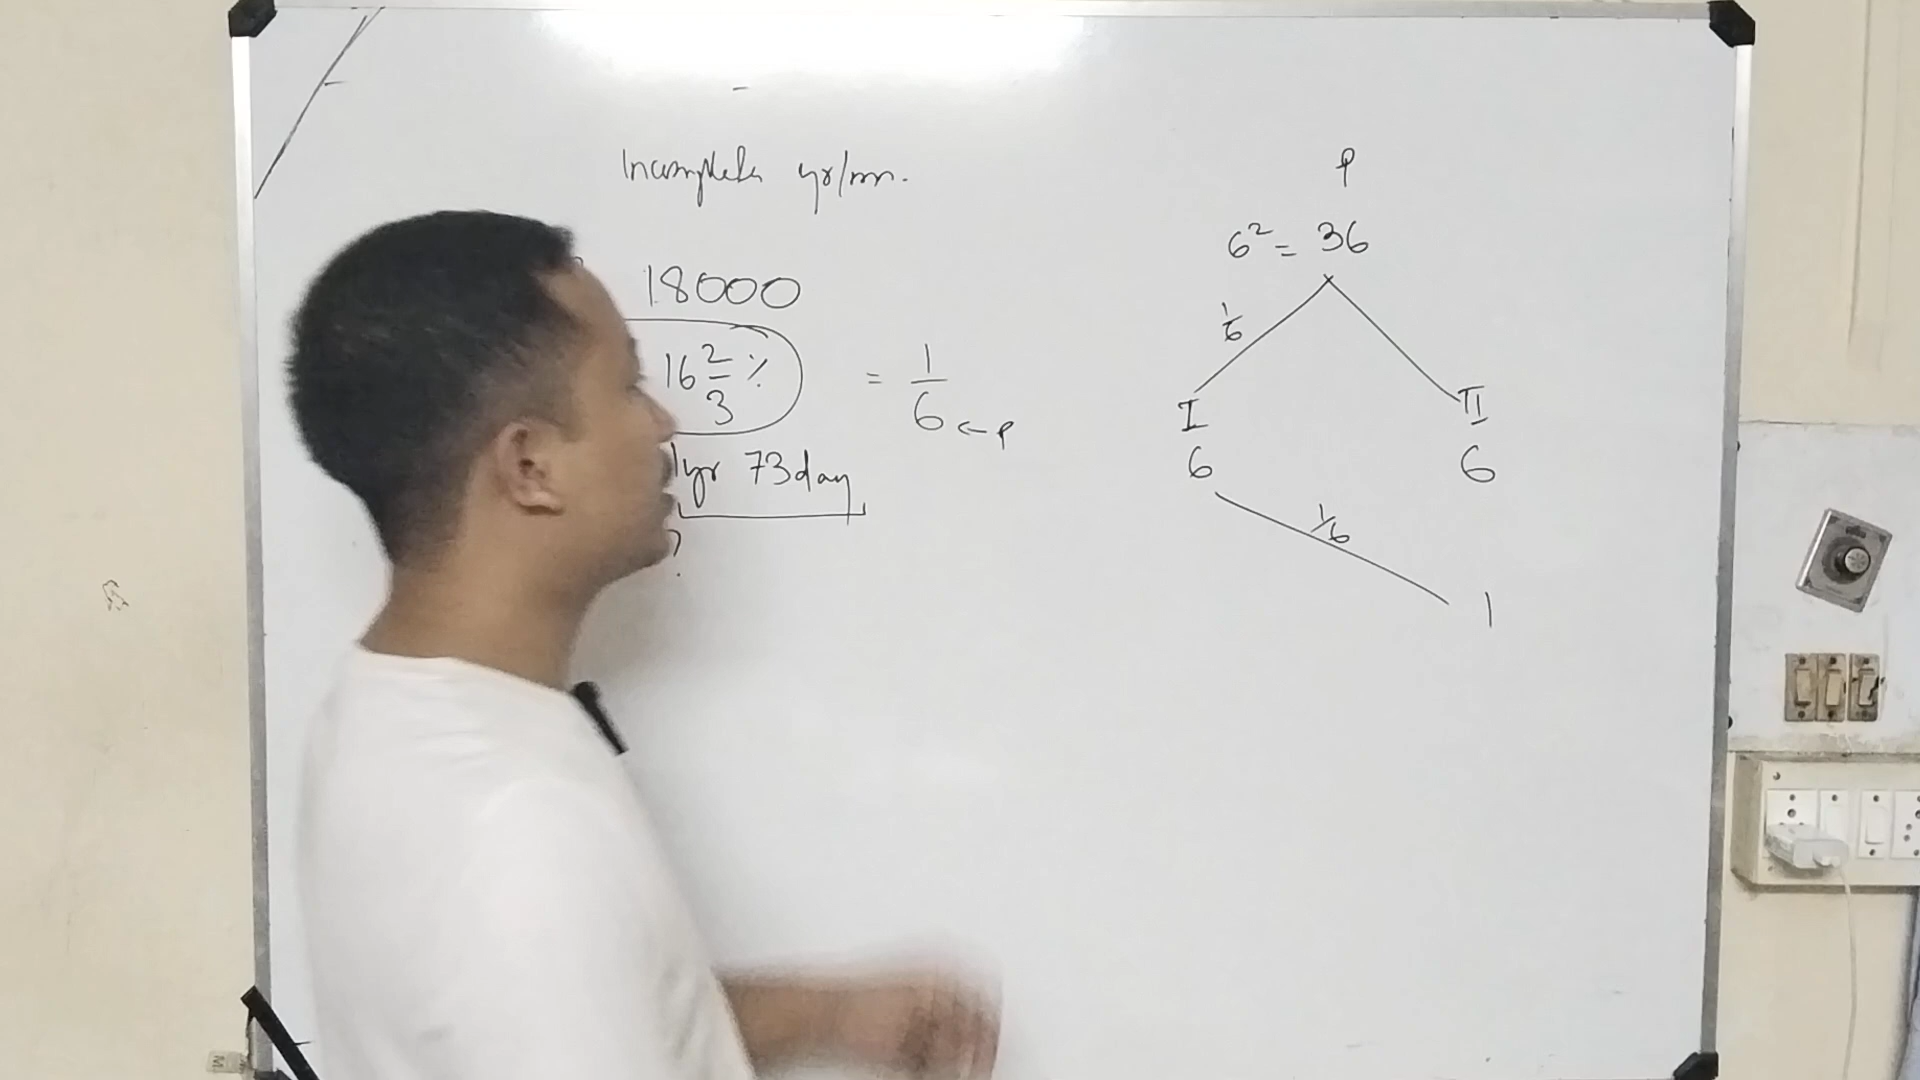 Incomplete yr/mn.
18000
16 2/3 % = 1/6 ← P
1yr 73day
?
P
6² = 36
1/6
I II
6 6
1/6
1